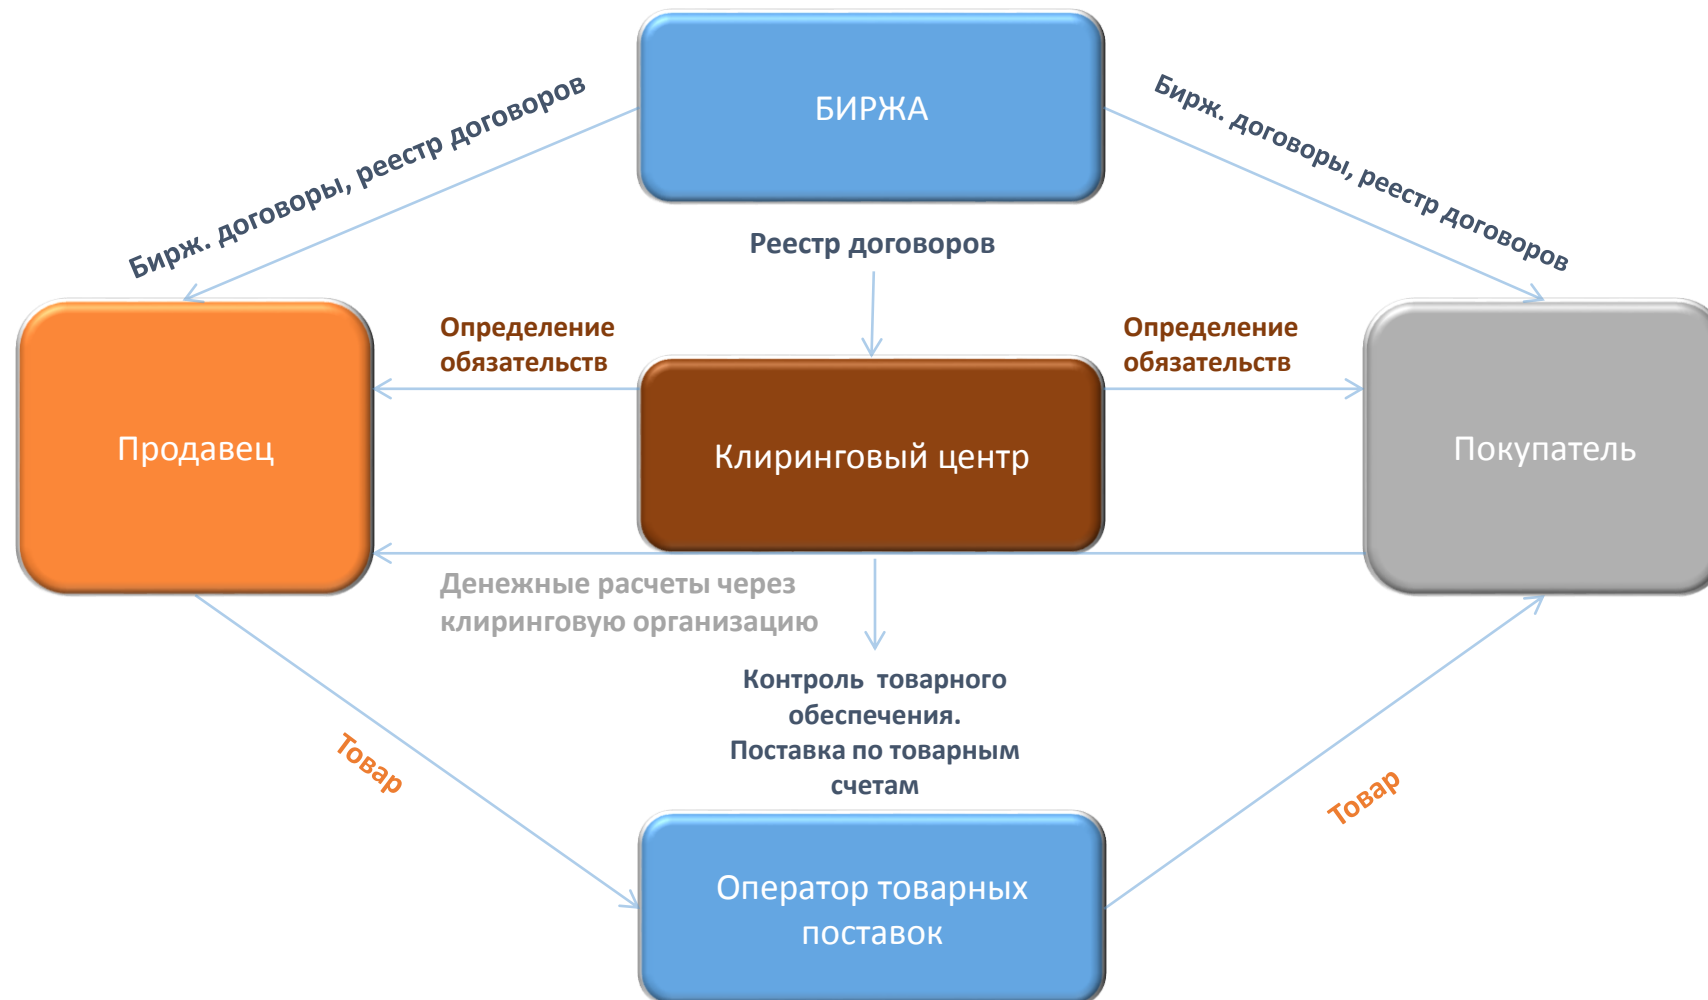 БИРЖА
Бирж. договоры, реестр договоров
Бирж. договоры, реестр договоров
Реестр договоров
Определение
обязательств
Определение
обязательств
Продавец
Клиринговый центр
Покупатель
Денежные расчеты через
клиринговую организацию
Контроль товарного
обеспечения.
Поставка по товарным
счетам
Товар
Товар
Оператор товарных
поставок